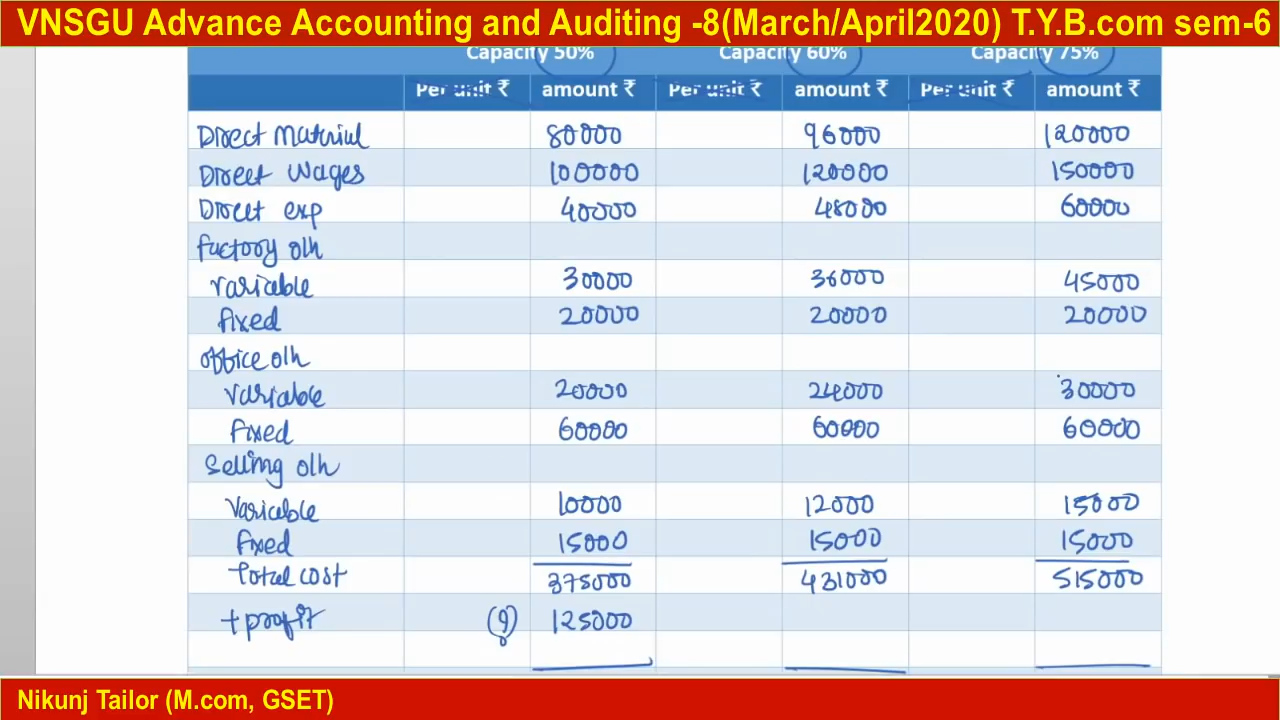 VNSGU Advance Accounting and Auditing -8(March/April2020) T.Y.B.com sem-6
Capacity 50% Capacity 60% Capacity 75%
Per unit ₹ amount ₹ Per unit ₹ amount ₹ Per unit ₹ amount ₹
Direct Material 80000 96000 120000
Direct Wages 100000 120000 150000
Direct exp 40000 48000 60000
Factory o/h
Variable 30000 36000 45000
fixed 20000 20000 20000
office o/h
Variable 20000 24000 30000
Fixed 60000 60000 60000
Selling o/h
Variable 10000 12000 15000
Fixed 15000 15000 15000
Total cost 375000 431000 515000
+ profit (?) 125000
Nikunj Tailor (M.com, GSET)